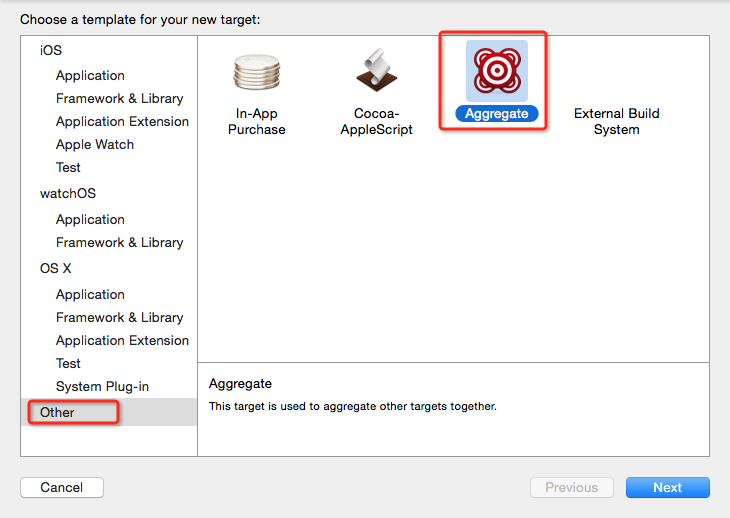 Choose a template for your new target:
iOS
Application
Framework & Library
Application Extension
Apple Watch
Test
watchOS
Application
Framework & Library
OS X
Application
Framework & Library
Application Extension
Test
System Plug-in
Other
In-App
Purchase
Cocoa-
AppleScript
Aggregate
External Build
System
Aggregate
This target is used to aggregate other targets together.
Cancel
Previous
Next